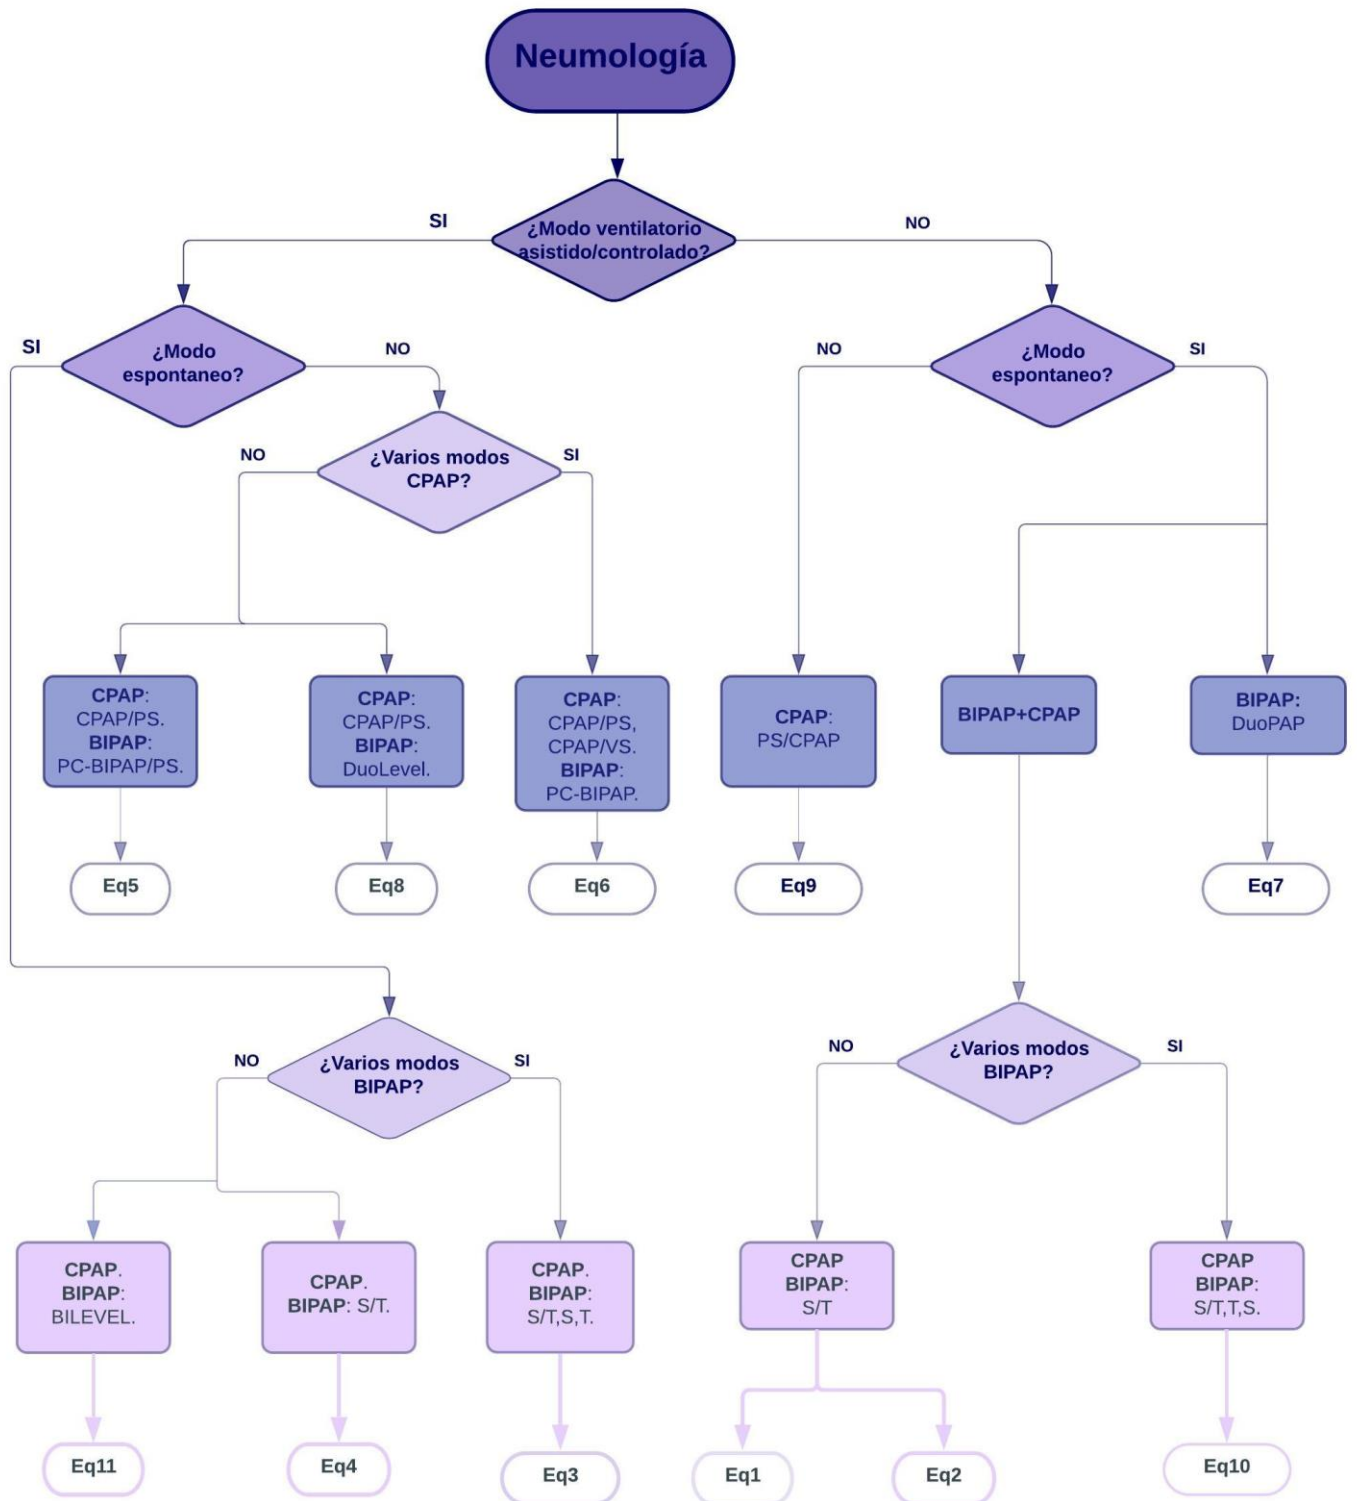 Neumología
¿Modo ventilatorio
asistido/controlado?
SI
NO
¿Modo
espontaneo?
SI
NO
¿Modo
espontaneo?
NO
SI
¿Varios modos
CPAP?
NO
SI
CPAP:
CPAP/PS.
BIPAP:
PC-BIPAP/PS.
CPAP:
CPAP/PS.
BIPAP:
DuoLevel.
CPAP:
CPAP/PS,
CPAP/VS.
BIPAP:
PC-BIPAP.
CPAP:
PS/CPAP
BIPAP+CPAP
BIPAP:
DuoPAP
Eq5
Eq8
Eq6
Eq9
Eq7
¿Varios modos
BIPAP?
NO
SI
¿Varios modos
BIPAP?
NO
SI
CPAP.
BIPAP:
BILEVEL.
CPAP.
BIPAP: S/T.
CPAP.
BIPAP:
S/T,S,T.
CPAP
BIPAP:
S/T
CPAP
BIPAP:
S/T,T,S.
Eq11
Eq4
Eq3
Eq1
Eq2
Eq10